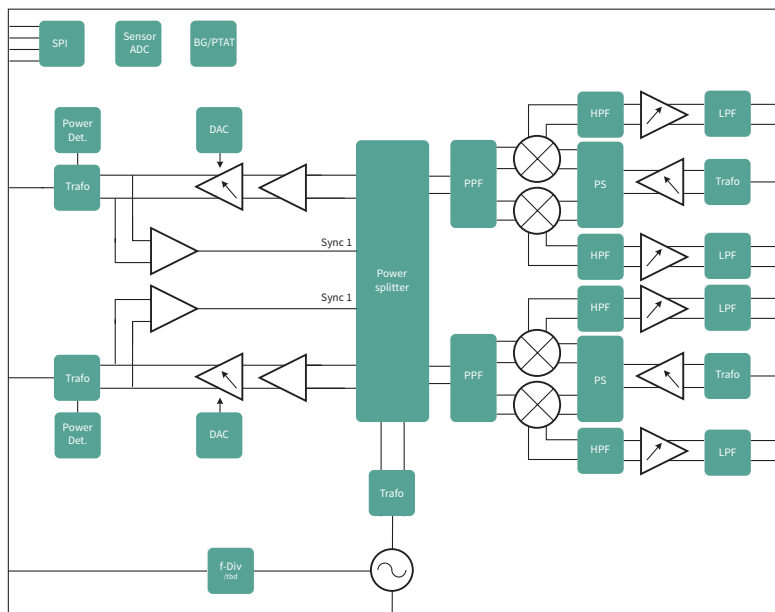 SPI
Sensor
ADC
BG/PTAT
Power
Det.
DAC
HPF
LPF
Trafo
PPF
PS
Trafo
Sync 1
HPF
LPF
Power
splitter
Sync 1
HPF
LPF
Trafo
PPF
PS
Trafo
Power
Det.
DAC
HPF
LPF
Trafo
f-Div
/tbd